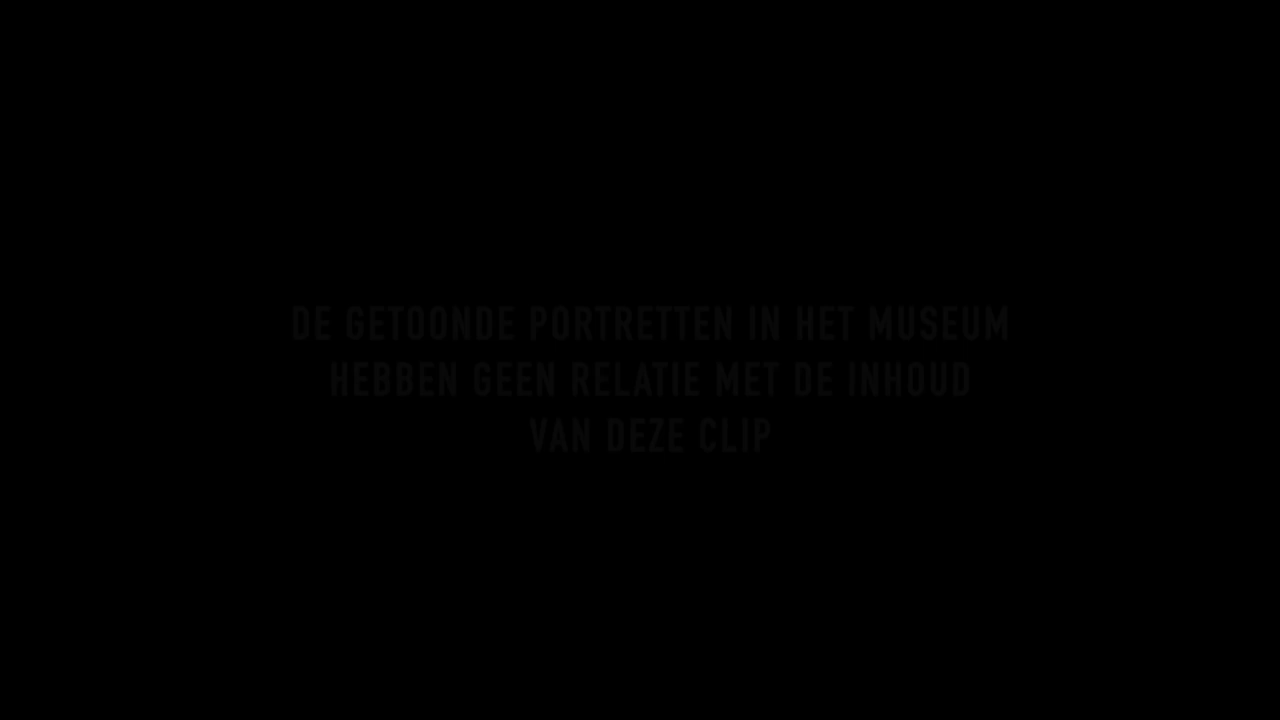 DE GETOONDE PORTRETTEN IN HET MUSEUM
HEBBEN GEEN RELATIE MET DE INHOUD
VAN DEZE CLIP